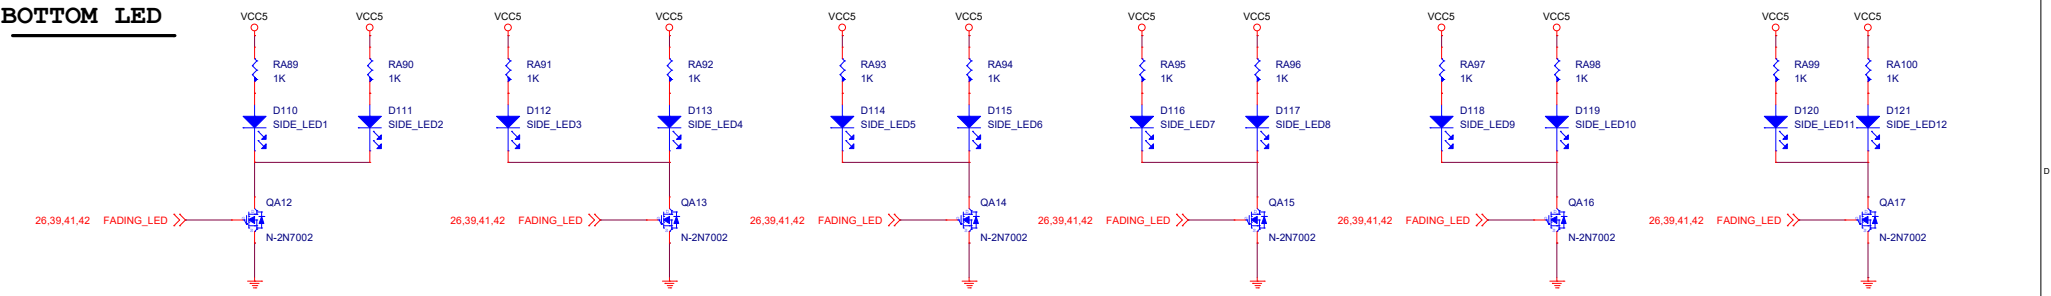 BOTTOM LED
VCC5 VCC5 VCC5 VCC5 VCC5 VCC5 VCC5 VCC5 VCC5 VCC5 VCC5 VCC5
RA89 RA90 RA91 RA92 RA93 RA94 RA95 RA96 RA97 RA98 RA99 RA100
1K 1K 1K 1K 1K 1K 1K 1K 1K 1K 1K 1K
D110 D111 D112 D113 D114 D115 D116 D117 D118 D119 D120 D121
SIDE_LED1 SIDE_LED2 SIDE_LED3 SIDE_LED4 SIDE_LED5 SIDE_LED6 SIDE_LED7 SIDE_LED8 SIDE_LED9 SIDE_LED10 SIDE_LED11 SIDE_LED12
D
QA12 QA13 QA14 QA15 QA16 QA17
26,39,41,42 FADING_LED 26,39,41,42 FADING_LED 26,39,41,42 FADING_LED 26,39,41,42 FADING_LED 26,39,41,42 FADING_LED 26,39,41,42 FADING_LED
N-2N7002 N-2N7002 N-2N7002 N-2N7002 N-2N7002 N-2N7002